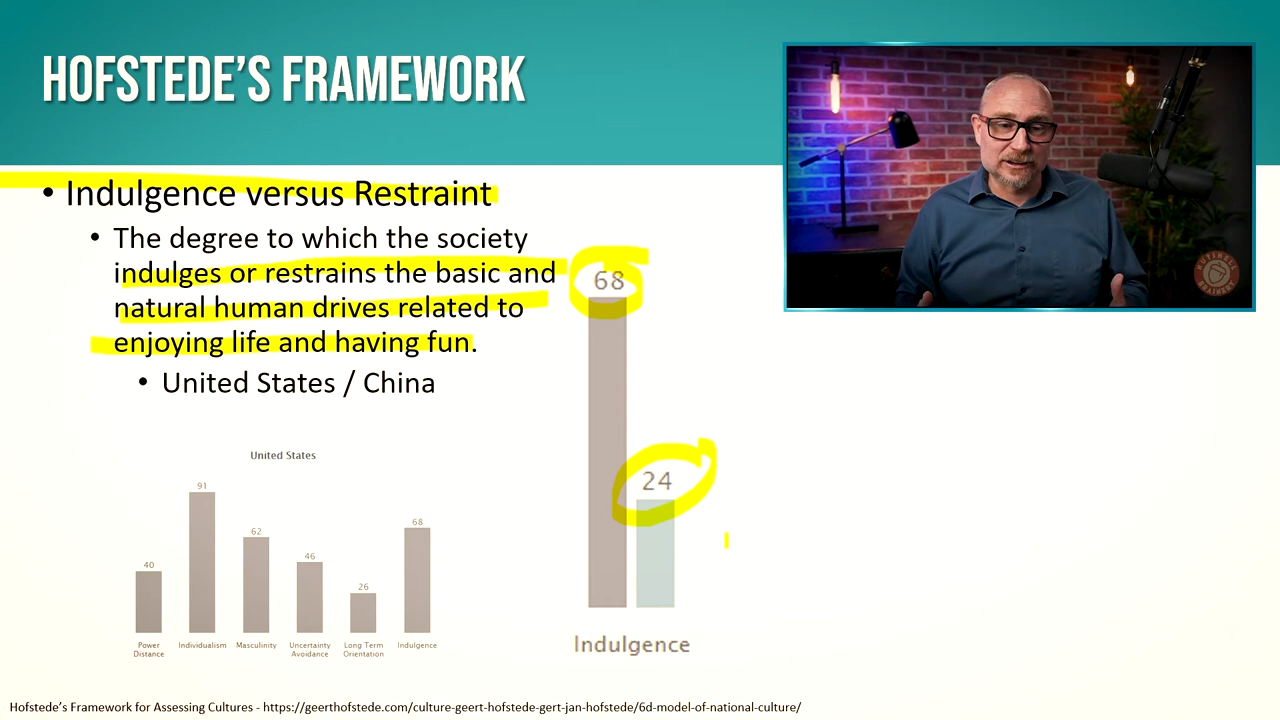 HOFSTEDE'S FRAMEWORK
• Indulgence versus Restraint
• The degree to which the society
indulges or restrains the basic and
natural human drives related to
enjoying life and having fun.
• United States / China
United States
40
91
62
46
26
68
Power
Distance
Individualism
Masculinity
Uncertainty
Avoidance
Long Term
Orientation
Indulgence
68
24
Indulgence
NUTSHELL
BRAINERY
Hofstede's Framework for Assessing Cultures - https://geerthofstede.com/culture-geert-hofstede-gert-jan-hofstede/6d-model-of-national-culture/